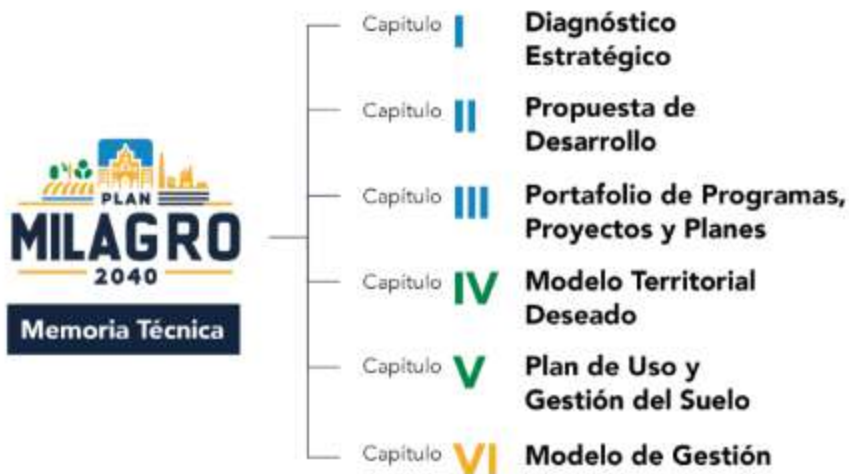 PLAN
MILAGRO
2040
Memoria Técnica
Capítulo I Diagnóstico
Estratégico
Capítulo II Propuesta de
Desarrollo
Capítulo III Portafolio de Programas,
Proyectos y Planes
Capítulo IV Modelo Territorial
Deseado
Capítulo V Plan de Uso y
Gestión del Suelo
Capítulo VI Modelo de Gestión